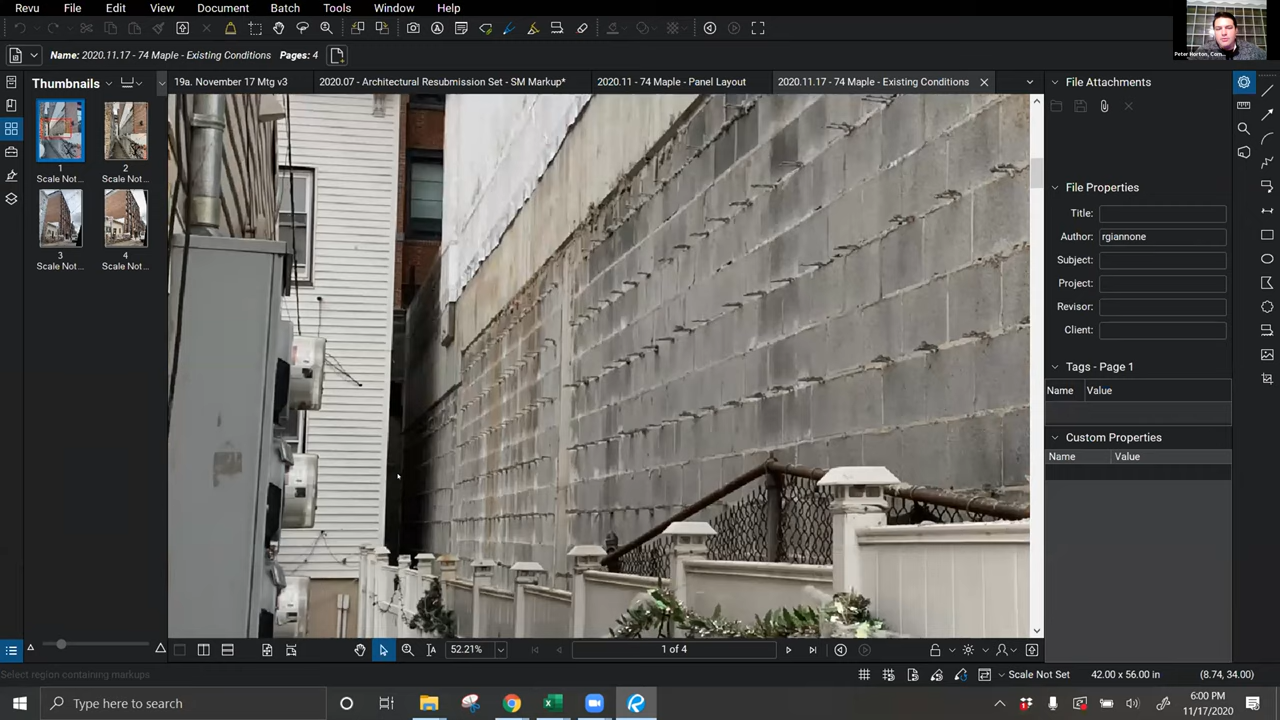 Revu File Edit View Document Batch Tools Window Help
Name: 2020.11.17 - 74 Maple - Existing Conditions Pages: 4
Thumbnails
19a. November 17 Mtg v3 2020.07 - Architectural Resubmission Set - SM Markup* 2020.11 - 74 Maple - Panel Layout 2020.11.17 - 74 Maple - Existing Conditions
File Attachments
1 2
Scale Not... Scale Not...
3 4
Scale Not... Scale Not...
File Properties
Title:
Author: rgiannone
Subject:
Project:
Revisor:
Client:
Tags - Page 1
Name Value
Custom Properties
Name Value
Peter Horton, Com...
52.21% 1 of 4
Select region containing markups
Scale Not Set 42.00 x 56.00 in (8.74, 34.00)
Type here to search
6:00 PM
11/17/2020